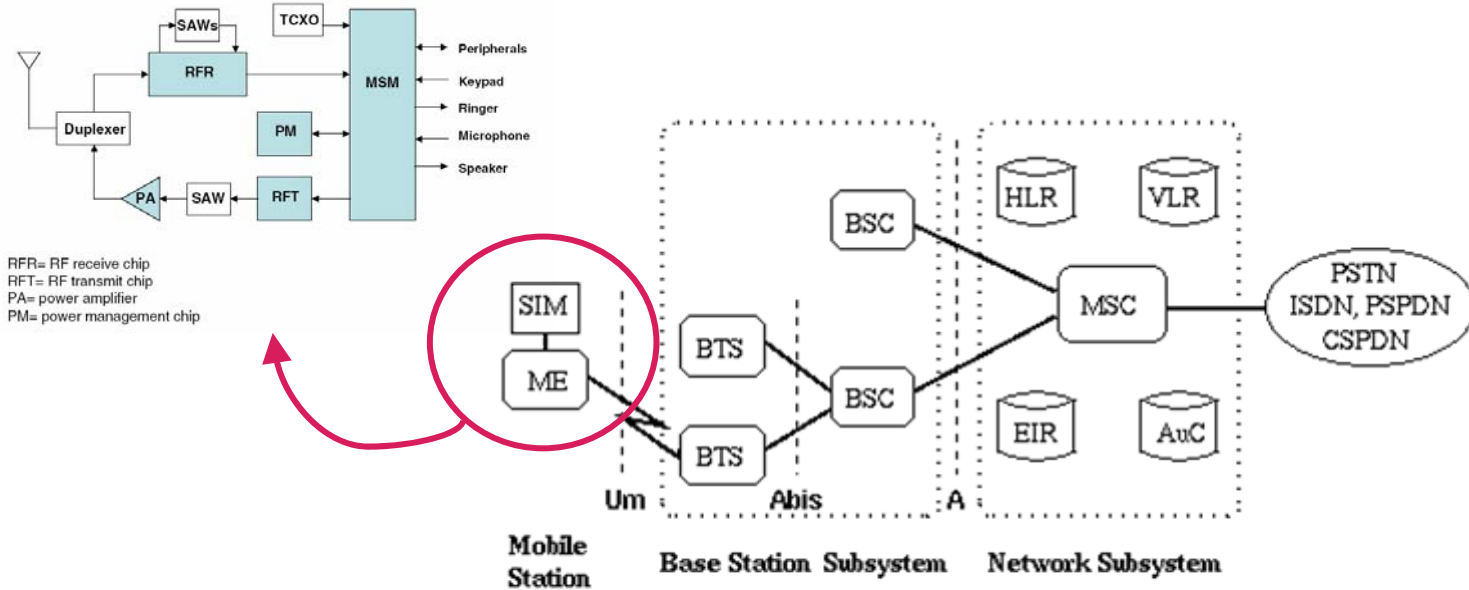 SAWs
TCXO
RFR
MSM
Peripherals
Keypad
Ringer
Microphone
Speaker
Duplexer
PM
PA
SAW
RFT
RFR= RF receive chip
RFT= RF transmit chip
PA= power amplifier
PM= power management chip
SIM
ME
BTS
BTS
BSC
BSC
HLR
VLR
MSC
EIR
AuC
PSTN
ISDN, PSPDN
CSPDN
Um
Abis
A
Mobile
Station
Base Station Subsystem
Network Subsystem